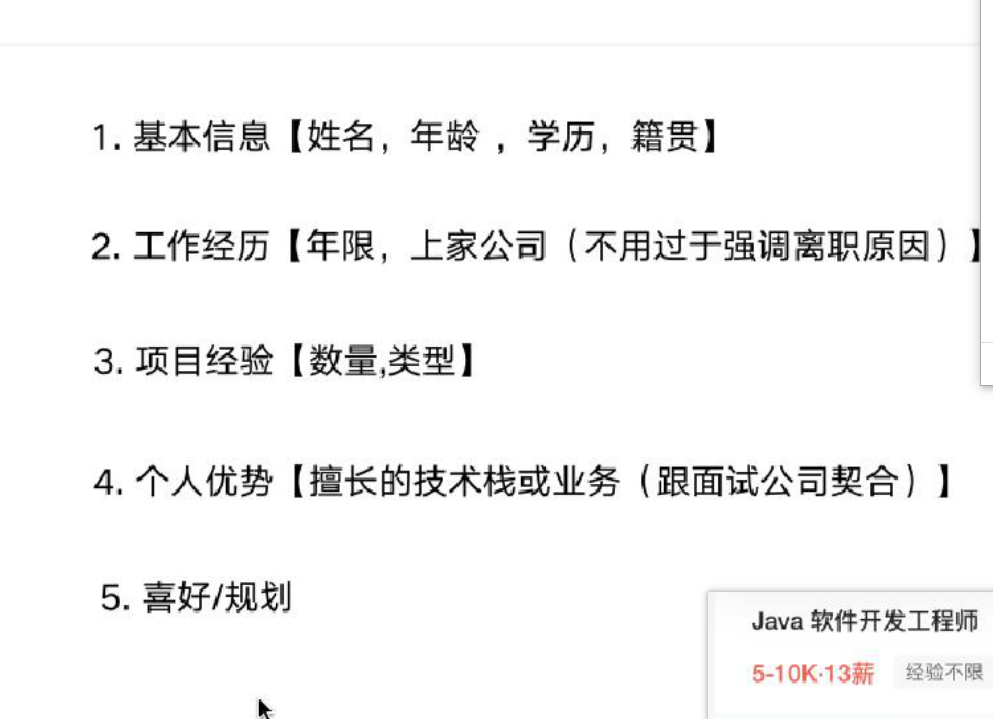 1. 基本信息【姓名，年龄 ，学历，籍贯】
2. 工作经历【年限，上家公司（不用过于强调离职原因）】
3. 项目经验【数量,类型】
4. 个人优势【擅长的技术栈或业务（跟面试公司契合）】
5. 喜好/规划
Java 软件开发工程师
5-10K·13薪 经验不限